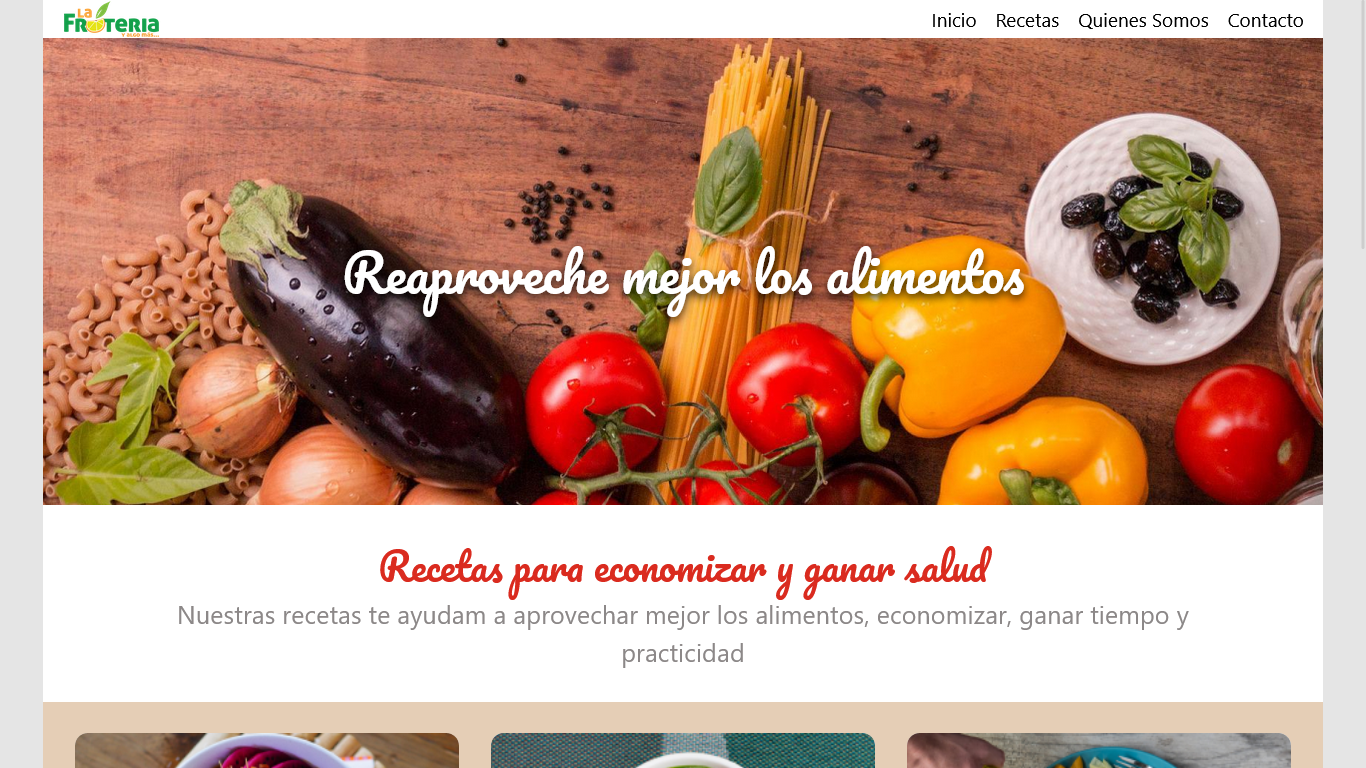 LA
FRUTERIA
Y ALGO MÁS...
Inicio Recetas Quienes Somos Contacto
Reaproveche mejor los alimentos
Recetas para economizar y ganar salud
Nuestras recetas te ayudam a aprovechar mejor los alimentos, economizar, ganar tiempo y
practicidad